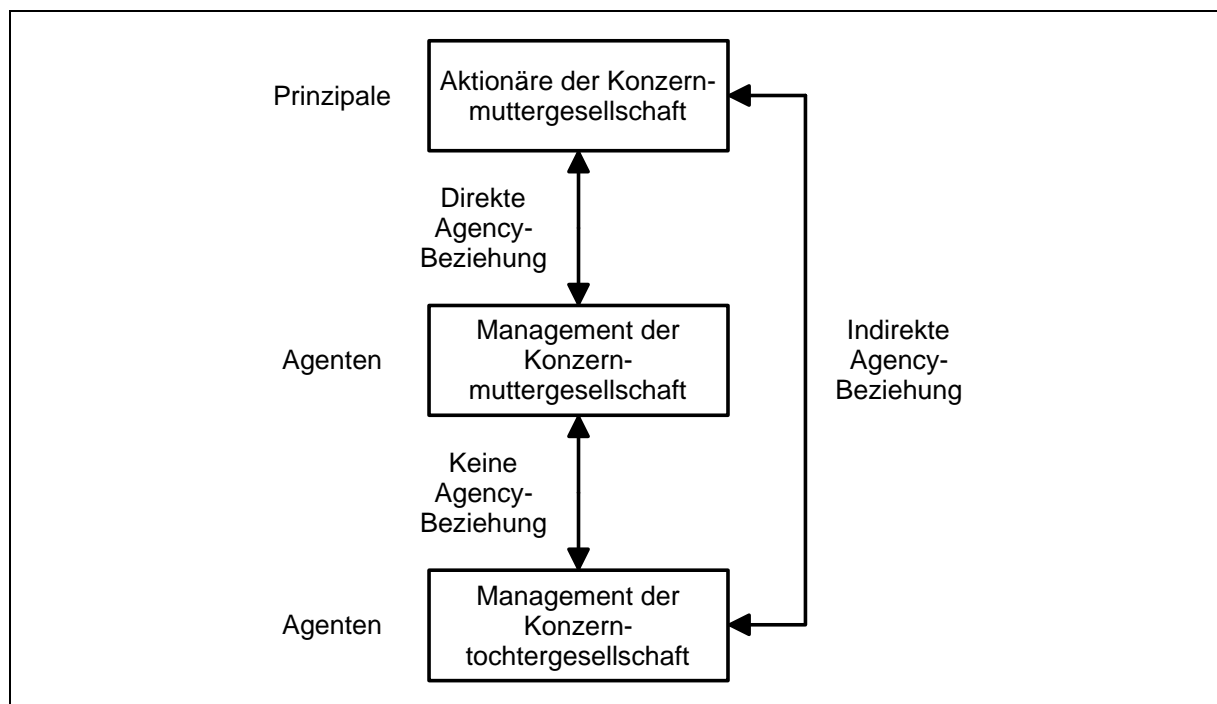 Prinzipale
Aktionäre der Konzern-
muttergesellschaft
Direkte
Agency-
Beziehung
Agenten
Management der
Konzern-
muttergesellschaft
Indirekte
Agency-
Beziehung
Keine
Agency-
Beziehung
Agenten
Management der
Konzern-
tochtergesellschaft